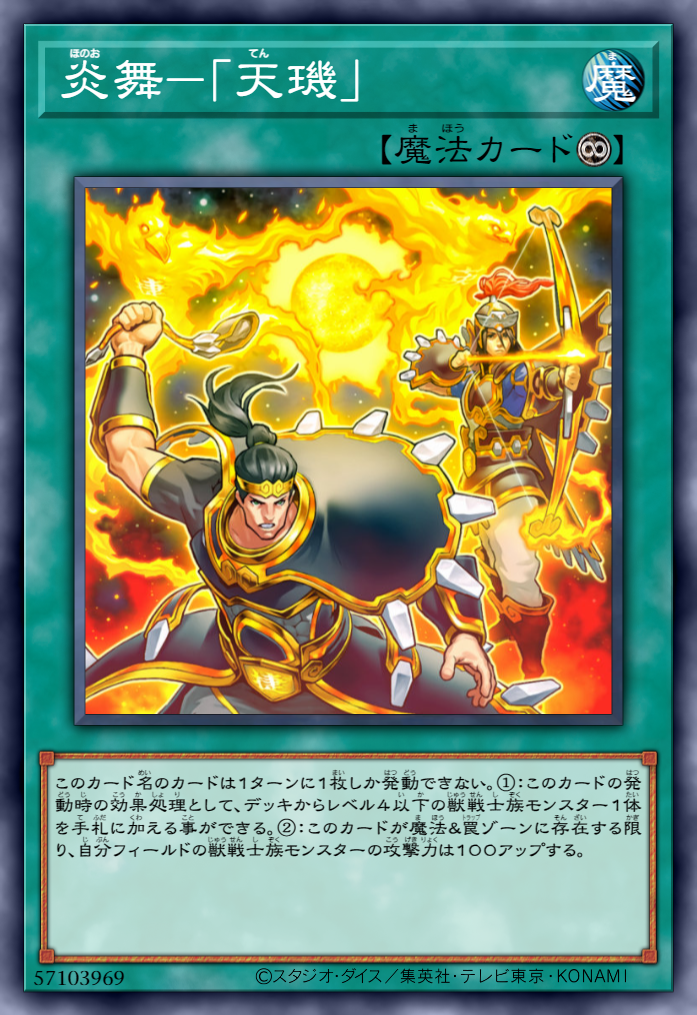 炎舞－「天璣」
魔
【魔法カード】
このカード名のカードは1ターンに1枚しか発動できない。①：このカードの発
動時の効果処理として、デッキからレベル4以下の獣戦士族モンスター1体
を手札に加える事ができる。②：このカードが魔法&罠ゾーンに存在する限
り、自分フィールドの獣戦士族モンスターの攻撃力は100アップする。
57103969 ©スタジオ・ダイス／集英社・テレビ東京・KONAMI